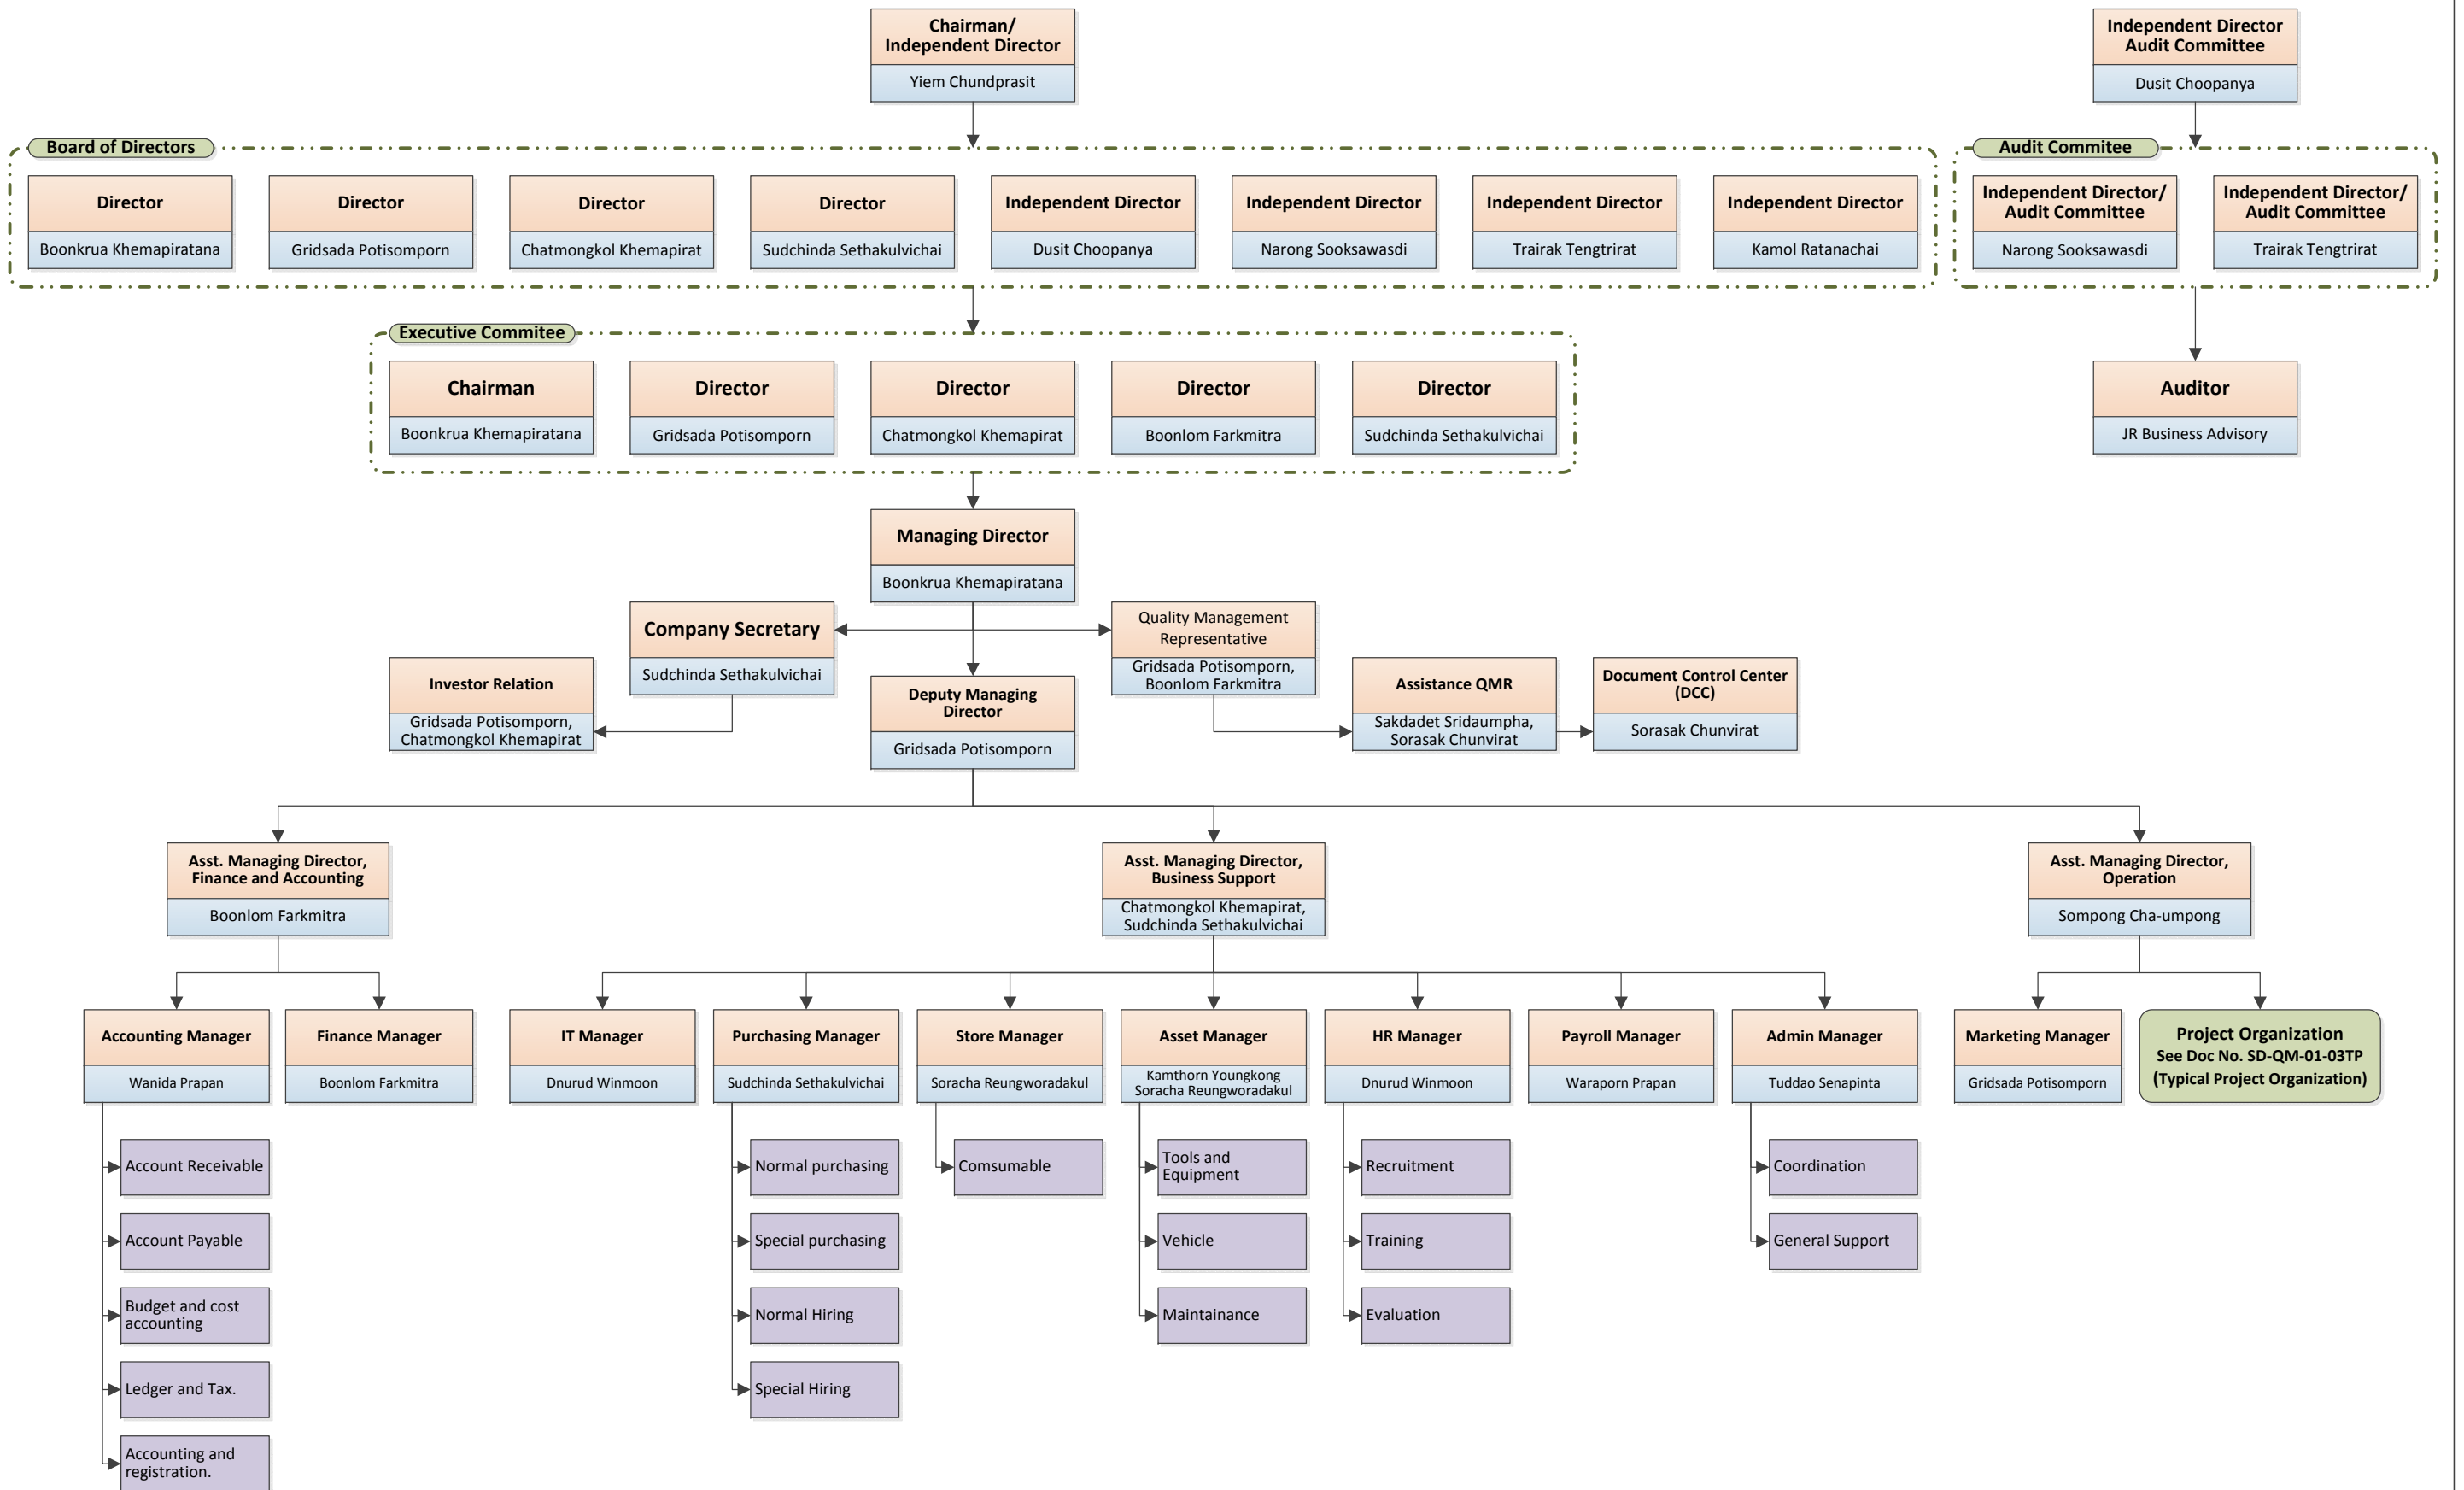 Chairman/
Independent Director
Yiem Chundprasit
Independent Director
Audit Committee
Dusit Choopanya
Board of Directors
Director
Boonkrua Khemapiratana
Director
Gridsada Potisomporn
Director
Chatmongkol Khemapirat
Director
Sudchinda Sethakulvichai
Independent Director
Dusit Choopanya
Independent Director
Narong Sooksawasdi
Independent Director
Trairak Tengtrirat
Independent Director
Kamol Ratanachai
Audit Commitee
Independent Director/
Audit Committee
Narong Sooksawasdi
Independent Director/
Audit Committee
Trairak Tengtrirat
Executive Commitee
Chairman
Boonkrua Khemapiratana
Director
Gridsada Potisomporn
Director
Chatmongkol Khemapirat
Director
Boonlom Farkmitra
Director
Sudchinda Sethakulvichai
Auditor
JR Business Advisory
Managing Director
Boonkrua Khemapiratana
Company Secretary
Sudchinda Sethakulvichai
Quality Management
Representative
Gridsada Potisomporn,
Boonlom Farkmitra
Investor Relation
Gridsada Potisomporn,
Chatmongkol Khemapirat
Deputy Managing
Director
Gridsada Potisomporn
Assistance QMR
Sakdadet Sridaumpha,
Sorasak Chunvirat
Document Control Center
(DCC)
Sorasak Chunvirat
Asst. Managing Director,
Finance and Accounting
Boonlom Farkmitra
Asst. Managing Director,
Business Support
Chatmongkol Khemapirat,
Sudchinda Sethakulvichai
Asst. Managing Director,
Operation
Sompong Cha-umpong
Accounting Manager
Wanida Prapan
Finance Manager
Boonlom Farkmitra
IT Manager
Dnurud Winmoon
Purchasing Manager
Sudchinda Sethakulvichai
Store Manager
Soracha Reungworadakul
Asset Manager
Kamthorn Youngkong
Soracha Reungworadakul
HR Manager
Dnurud Winmoon
Payroll Manager
Waraporn Prapan
Admin Manager
Tuddao Senapinta
Marketing Manager
Gridsada Potisomporn
Project Organization
See Doc No. SD-QM-01-03TP
(Typical Project Organization)
Account Receivable
Account Payable
Budget and cost
accounting
Ledger and Tax.
Accounting and
registration.
Normal purchasing
Special purchasing
Normal Hiring
Special Hiring
Comsumable
Tools and
Equipment
Vehicle
Maintainance
Recruitment
Training
Evaluation
Coordination
General Support